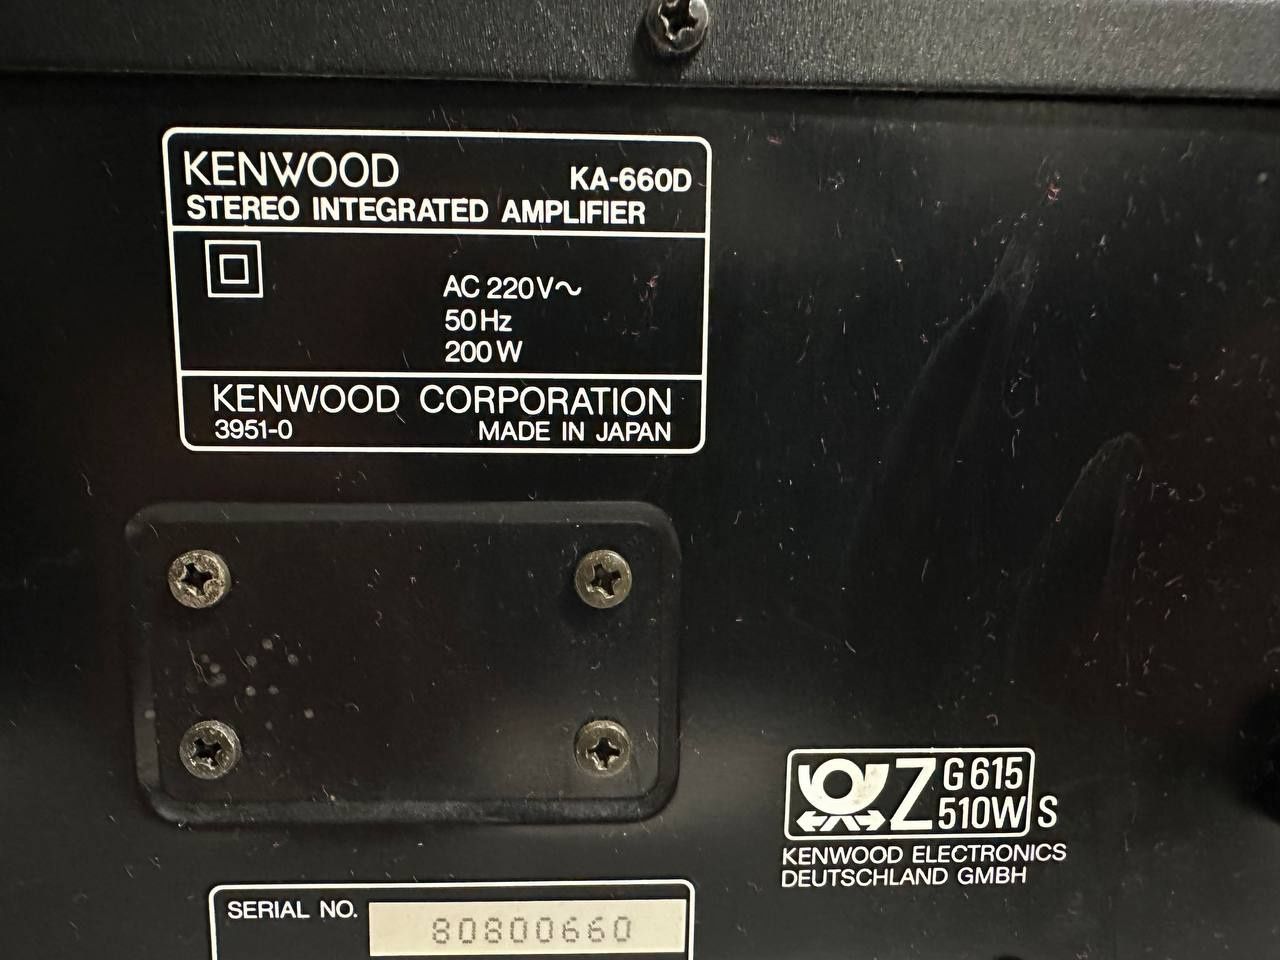 KENWOOD KA-660D
STEREO INTEGRATED AMPLIFIER
AC 220V~
50Hz
200W
KENWOOD CORPORATION
3951-0 MADE IN JAPAN
Z G615
510W S
KENWOOD ELECTRONICS
DEUTSCHLAND GMBH
SERIAL NO. 80800660